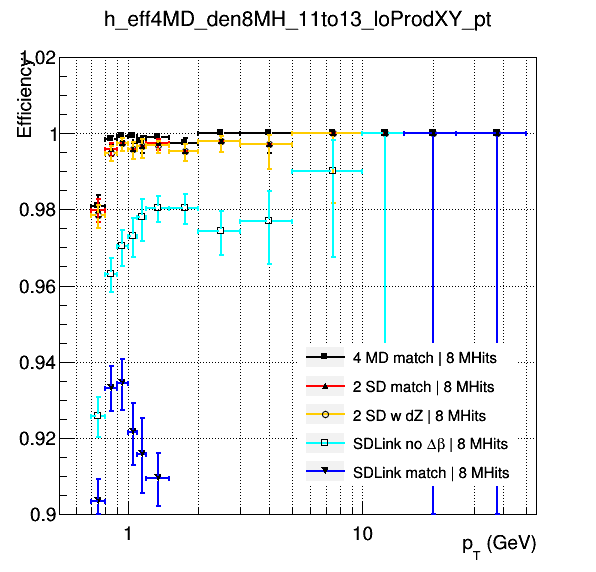 h_eff4MD_den8MH_11to13_loProdXY_pt
Efficiency
1.02
1
0.98
0.96
0.94
0.92
0.9
4 MD match | 8 MHits
2 SD match | 8 MHits
2 SD w dZ | 8 MHits
SDLink no Δβ | 8 MHits
SDLink match | 8 MHits
1
10
p_T (GeV)